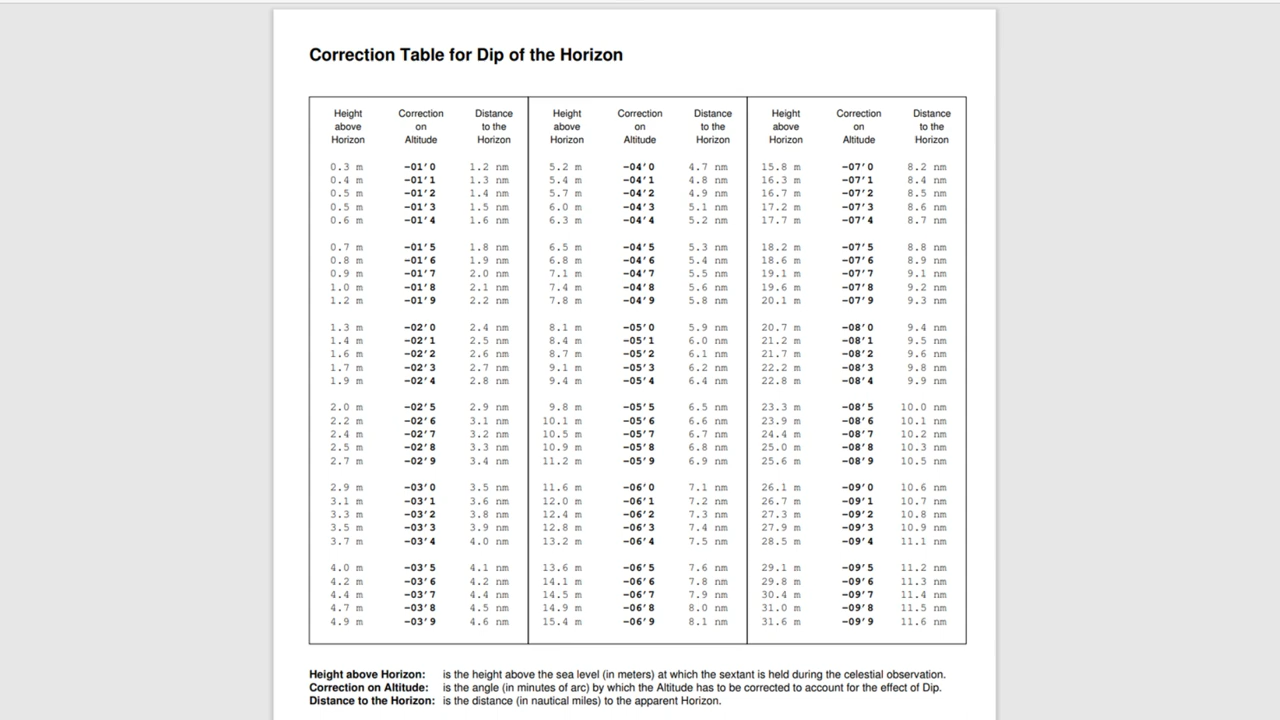 Correction Table for Dip of the Horizon
Height Correction Distance Height Correction Distance Height Correction Distance
above on to the above on to the above on to the
Horizon Altitude Horizon Horizon Altitude Horizon Horizon Altitude Horizon
0.3 m -01'0 1.2 nm 5.2 m -04'0 4.7 nm 15.8 m -07'0 8.2 nm
0.4 m -01'1 1.3 nm 5.4 m -04'1 4.8 nm 16.3 m -07'1 8.4 nm
0.5 m -01'2 1.4 nm 5.7 m -04'2 4.9 nm 16.7 m -07'2 8.5 nm
0.5 m -01'3 1.5 nm 6.0 m -04'3 5.1 nm 17.2 m -07'3 8.6 nm
0.6 m -01'4 1.6 nm 6.3 m -04'4 5.2 nm 17.7 m -07'4 8.7 nm
0.7 m -01'5 1.8 nm 6.5 m -04'5 5.3 nm 18.2 m -07'5 8.8 nm
0.8 m -01'6 1.9 nm 6.8 m -04'6 5.4 nm 18.6 m -07'6 8.9 nm
0.9 m -01'7 2.0 nm 7.1 m -04'7 5.5 nm 19.1 m -07'7 9.1 nm
1.0 m -01'8 2.1 nm 7.4 m -04'8 5.6 nm 19.6 m -07'8 9.2 nm
1.2 m -01'9 2.2 nm 7.8 m -04'9 5.8 nm 20.1 m -07'9 9.3 nm
1.3 m -02'0 2.4 nm 8.1 m -05'0 5.9 nm 20.7 m -08'0 9.4 nm
1.4 m -02'1 2.5 nm 8.4 m -05'1 6.0 nm 21.2 m -08'1 9.5 nm
1.6 m -02'2 2.6 nm 8.7 m -05'2 6.1 nm 21.7 m -08'2 9.6 nm
1.7 m -02'3 2.7 nm 9.1 m -05'3 6.2 nm 22.2 m -08'3 9.8 nm
1.9 m -02'4 2.8 nm 9.4 m -05'4 6.4 nm 22.8 m -08'4 9.9 nm
2.0 m -02'5 2.9 nm 9.8 m -05'5 6.5 nm 23.3 m -08'5 10.0 nm
2.2 m -02'6 3.1 nm 10.1 m -05'6 6.6 nm 23.9 m -08'6 10.1 nm
2.4 m -02'7 3.2 nm 10.5 m -05'7 6.7 nm 24.4 m -08'7 10.2 nm
2.5 m -02'8 3.3 nm 10.9 m -05'8 6.8 nm 25.0 m -08'8 10.3 nm
2.7 m -02'9 3.4 nm 11.2 m -05'9 6.9 nm 25.6 m -08'9 10.5 nm
2.9 m -03'0 3.5 nm 11.6 m -06'0 7.1 nm 26.1 m -09'0 10.6 nm
3.1 m -03'1 3.6 nm 12.0 m -06'1 7.2 nm 26.7 m -09'1 10.7 nm
3.3 m -03'2 3.8 nm 12.4 m -06'2 7.3 nm 27.3 m -09'2 10.8 nm
3.5 m -03'3 3.9 nm 12.8 m -06'3 7.4 nm 27.9 m -09'3 10.9 nm
3.7 m -03'4 4.0 nm 13.2 m -06'4 7.5 nm 28.5 m -09'4 11.1 nm
4.0 m -03'5 4.1 nm 13.6 m -06'5 7.6 nm 29.1 m -09'5 11.2 nm
4.2 m -03'6 4.2 nm 14.1 m -06'6 7.8 nm 29.8 m -09'6 11.3 nm
4.4 m -03'7 4.4 nm 14.5 m -06'7 7.9 nm 30.4 m -09'7 11.4 nm
4.7 m -03'8 4.5 nm 14.9 m -06'8 8.0 nm 31.0 m -09'8 11.5 nm
4.9 m -03'9 4.6 nm 15.4 m -06'9 8.1 nm 31.6 m -09'9 11.6 nm
Height above Horizon: is the height above the sea level (in meters) at which the sextant is held during the celestial observation.
Correction on Altitude: is the angle (in minutes of arc) by which the Altitude has to be corrected to account for the effect of Dip.
Distance to the Horizon: is the distance (in nautical miles) to the apparent Horizon.